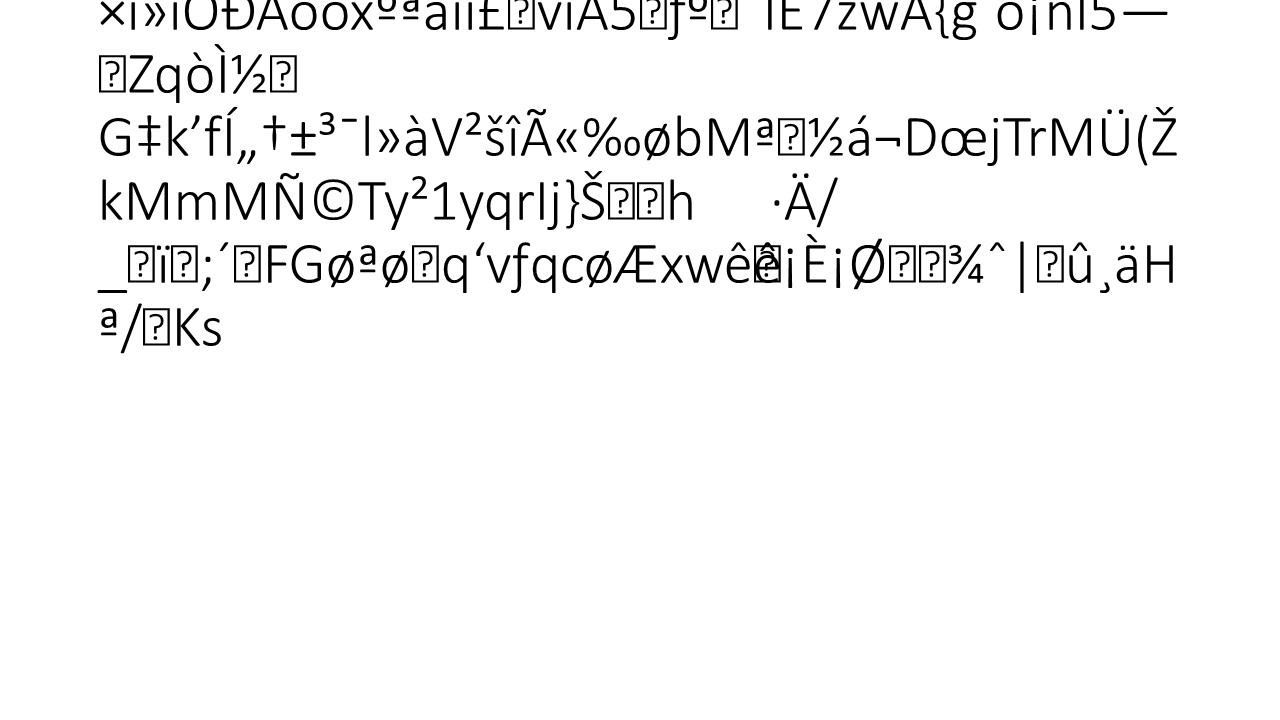 ZqòÌ½
G‡k’fÍ„†±³¯l»àV²šîÃ«‰øbMª½á¬DœjTrMÜ(Ž
kMmMÑ©Ty²1yqrIj}Šh ·Ä/
_ï;´FGøªøq‘vƒqcøÆxwêê¡È¡Ø¾ˆ|û¸äH
ª/Ks